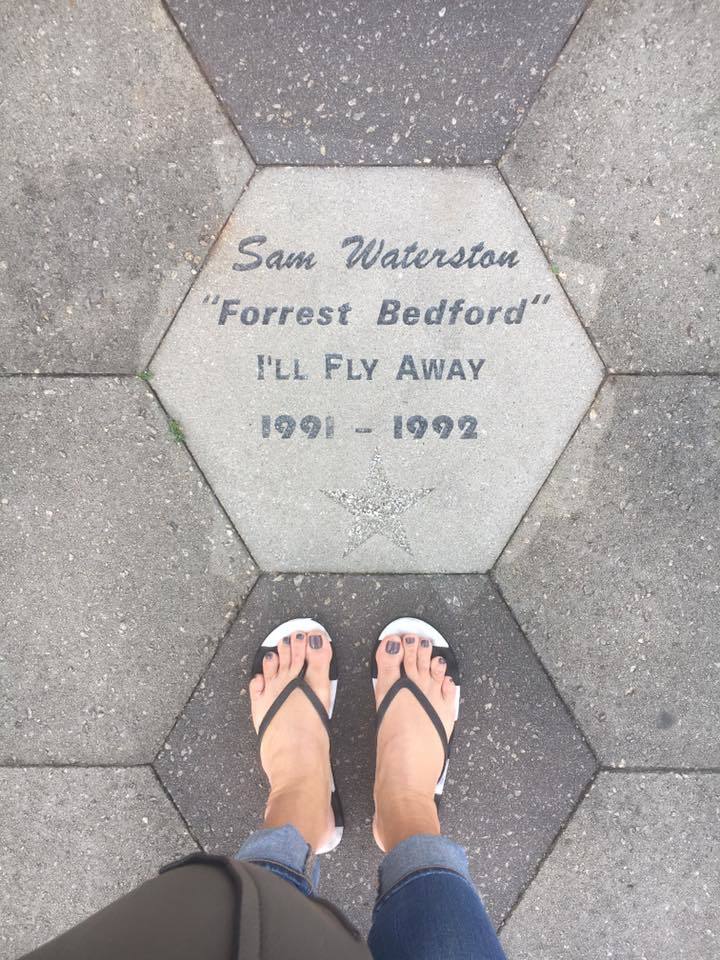 Sam Waterston
"Forrest Bedford"
I'LL FLY AWAY
1991 - 1992